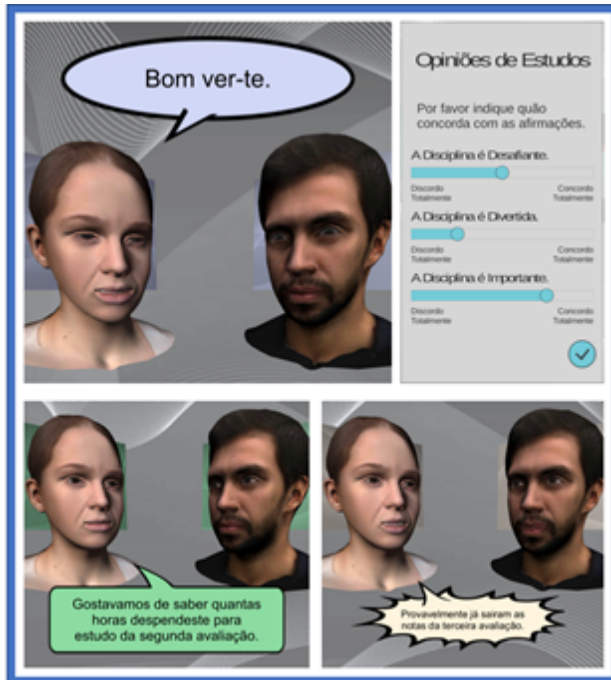 Bom ver-te.
Opiniões de Estudos
Por favor indique quão
concorda com as afirmações.
A Disciplina é Desafiante.
Discordo Concordo
Totalmente Totalmente
A Disciplina é Divertida.
Discordo Concordo
Totalmente Totalmente
A Disciplina é Importante.
Discordo Concordo
Totalmente Totalmente
Gostavamos de saber quantas
horas despendeste para
estudo da segunda avaliação.
Provavelmente já sairam as
notas da terceira avaliação.